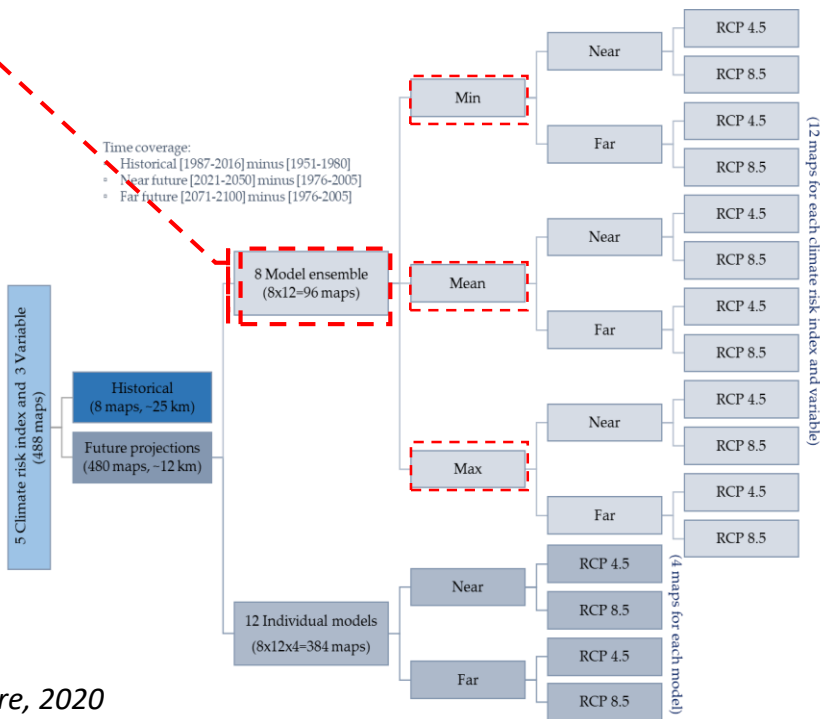 Time coverage:
▪ Historical [1987-2016] minus [1951-1980]
▪ Near future [2021-2050] minus [1976-2005]
▪ Far future [2071-2100] minus [1976-2005]
5 Climate risk index and 3 Variable
(488 maps)
Historical
(8 maps, ~25 km)
Future projections
(480 maps, ~12 km)
8 Model ensemble
(8x12=96 maps)
Min
Near
RCP 4.5
RCP 8.5
Far
RCP 4.5
RCP 8.5
Mean
Near
RCP 4.5
RCP 8.5
Far
RCP 4.5
RCP 8.5
Max
Near
RCP 4.5
RCP 8.5
Far
RCP 4.5
RCP 8.5
(12 maps for each climate risk index and variable)
12 Individual models
(8x12x4=384 maps)
Near
RCP 4.5
RCP 8.5
Far
RCP 4.5
RCP 8.5
(4 maps for each model)
re, 2020